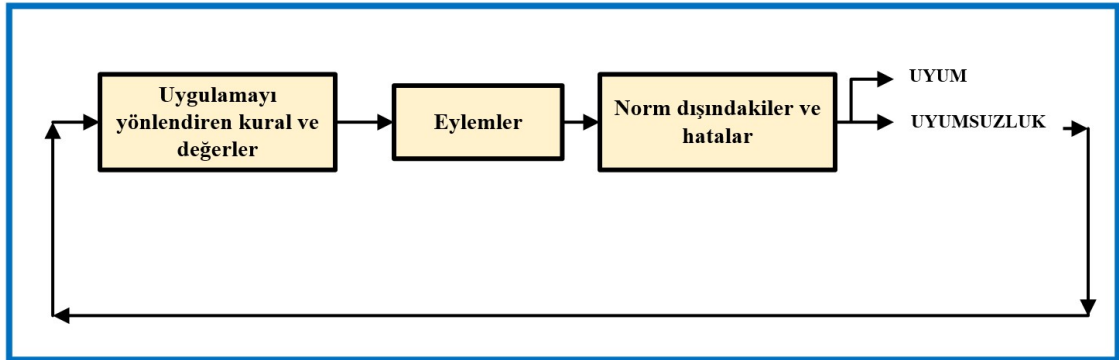 Uygulamayı
yönlendiren kural ve
değerler
Eylemler
Norm dışındakiler ve
hatalar
UYUM
UYUMSUZLUK